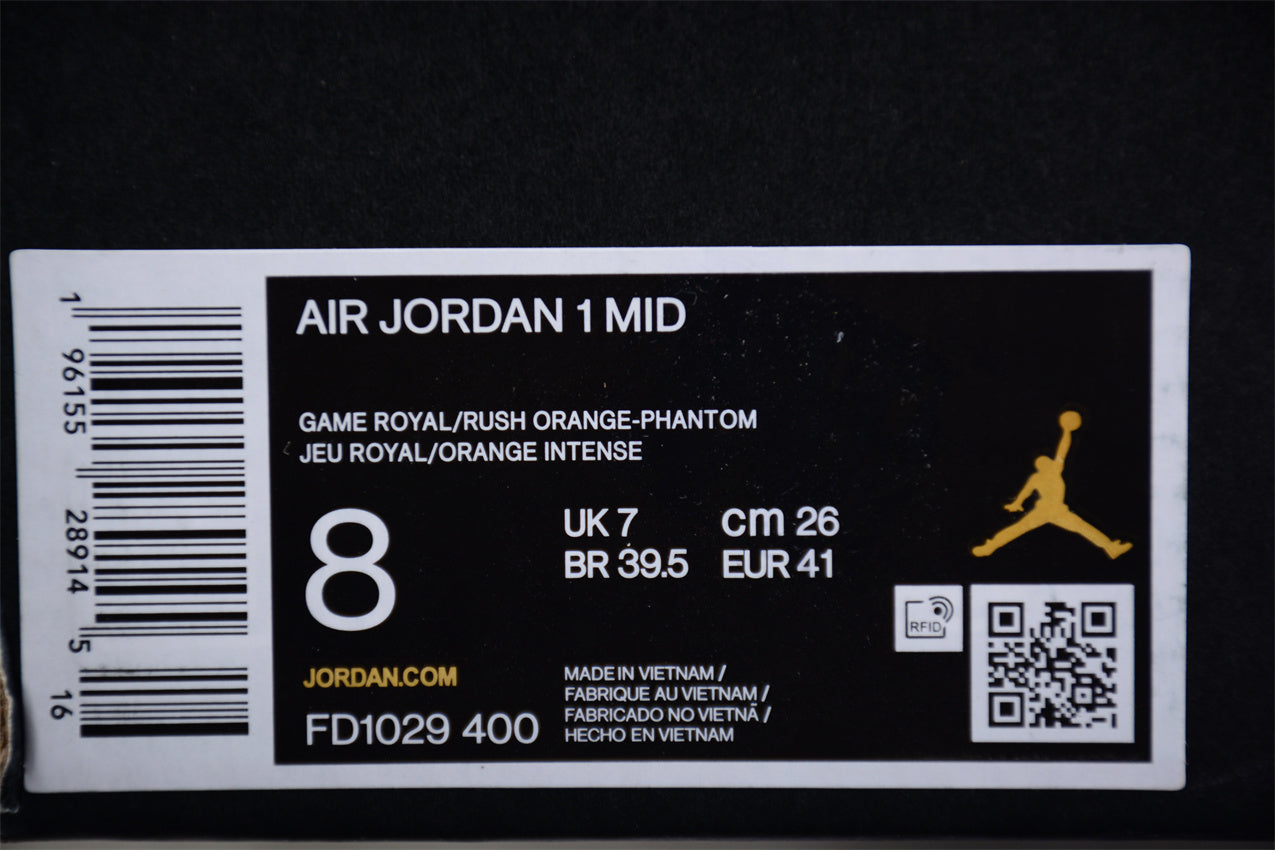 AIR JORDAN 1 MID
GAME ROYAL/RUSH ORANGE-PHANTOM
JEU ROYAL/ORANGE INTENSE
8
UK 7
cm 26
BR 39.5
EUR 41
RFID
JORDAN.COM
FD1029 400
MADE IN VIETNAM /
FABRIQUE AU VIETNAM /
FABRICADO NO VIETNÃ /
HECHO EN VIETNAM
1 96155 28914 5 16